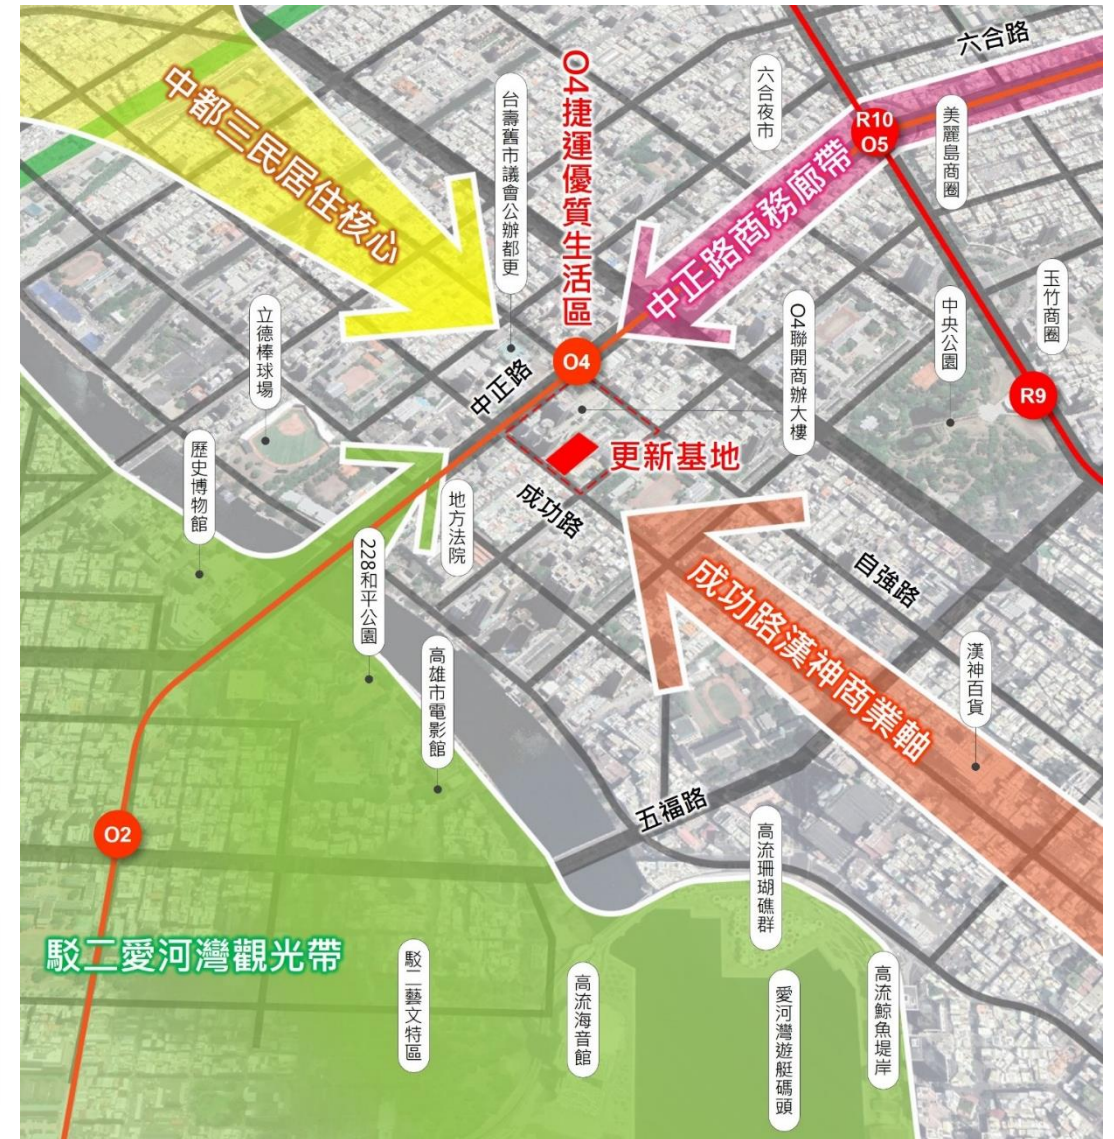 六合路
中都三民居住核心
台壽舊市議會公辦都更
O4捷運優質生活區
六合夜市
R10
O5
美麗島商圈
中正路商務廊帶
玉竹商圈
中央公園
O4聯開商辦大樓
立德棒球場
O4
中正路
R9
更新基地
歷史博物館
地方法院
成功路
228和平公園
自強路
成功路漢神商業軸
高雄市電影館
漢神百貨
五福路
O2
高流珊瑚礁群
駁二愛河灣觀光帶
駁二藝文特區
高流海音館
愛河灣遊艇碼頭
高流鯨魚堤岸